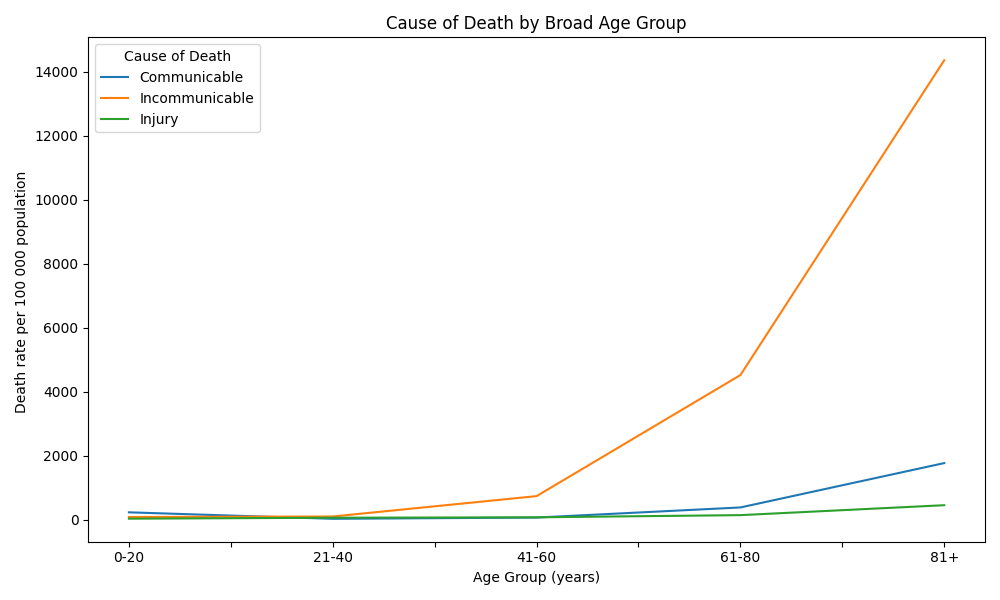 Cause of Death by Broad Age Group
Cause of Death
Communicable
Incommunicable
Injury
Death rate per 100 000 population
14000
12000
10000
8000
6000
4000
2000
0
0-20 21-40 41-60 61-80 81+
Age Group (years)